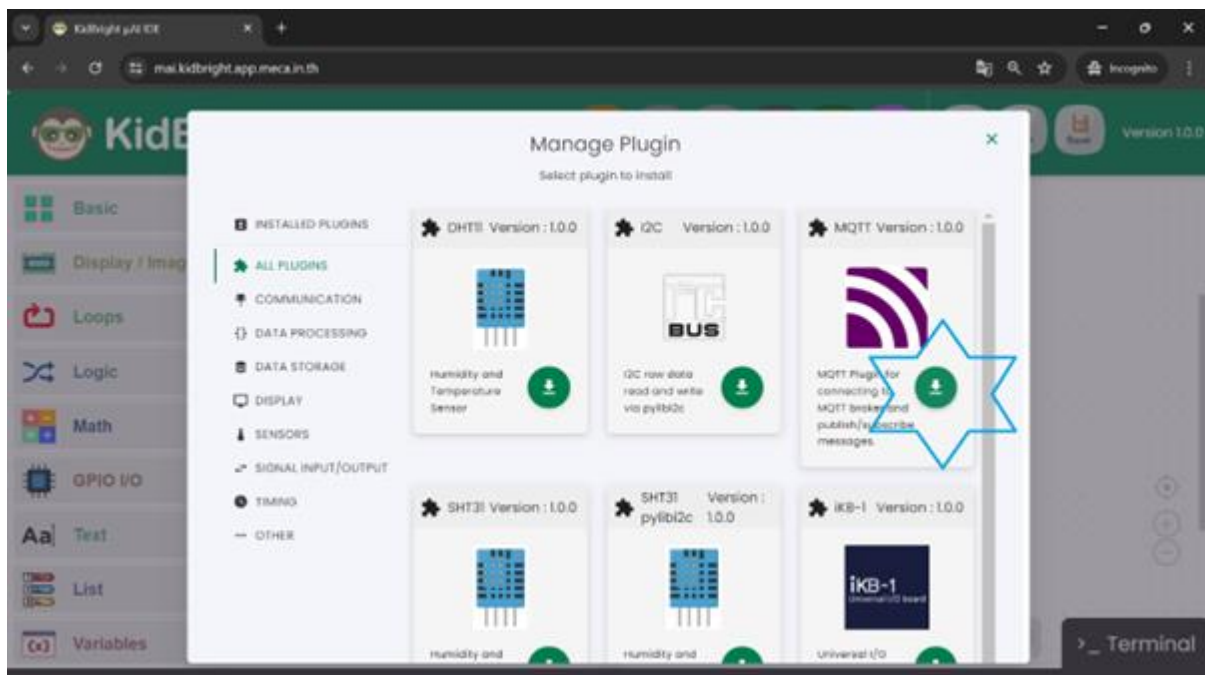 KidBright µAI IDE
mai.kidbright.app.meca.in.th
Incognito
KidB
Version 1.0.0
Manage Plugin
Select plugin to install
Basic
Display / Imag
Loops
Logic
Math
GPIO I/O
Aa Text
List
(x) Variables
INSTALLED PLUGINS
ALL PLUGINS
COMMUNICATION
{} DATA PROCESSING
DATA STORAGE
DISPLAY
SENSORS
SIGNAL INPUT/OUTPUT
TIMING
OTHER
DHT11 Version : 1.0.0
Humidity and
Temperature
Sensor
I2C Version : 1.0.0
BUS
I2C raw data
read and write
via pylibi2c
MQTT Version : 1.0.0
MQTT Plugin for
connecting to
MQTT broker and
publish/subscribe
messages.
SHT31 Version : 1.0.0
Humidity and
SHT31 Version :
pylibi2c 1.0.0
Humidity and
iKB-1 Version : 1.0.0
iKB-1
Universal I/O board
Universal I/O
>_ Terminal